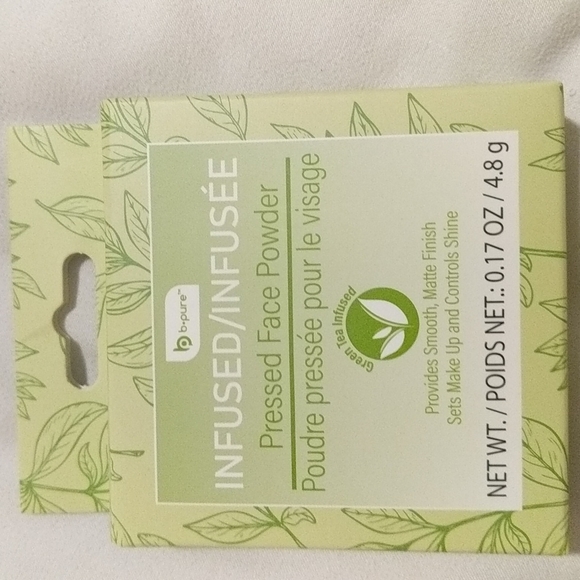 b·pure™
INFUSED/INFUSÉE
Pressed Face Powder
Poudre pressée pour le visage
Green Tea Infused
Provides Smooth, Matte Finish
Sets Make Up and Controls Shine
NET WT. / POIDS NET.: 0.17 OZ / 4.8 g